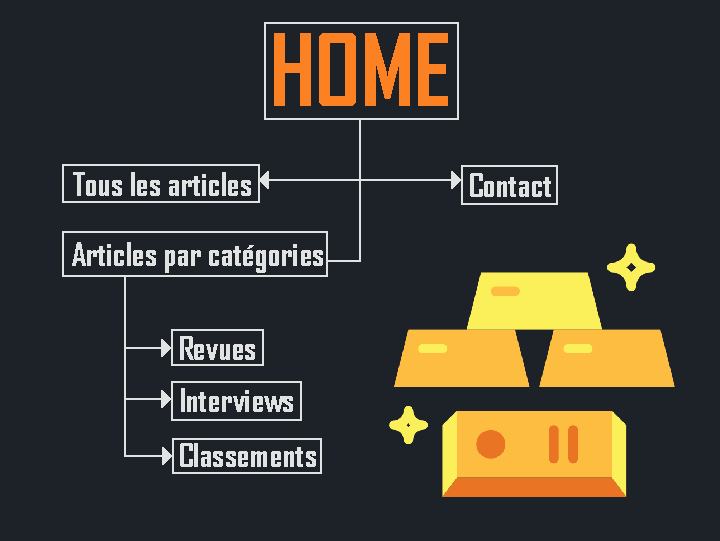 HOME
Tous les articles
Contact
Articles par catégories
Revues
Interviews
Classements